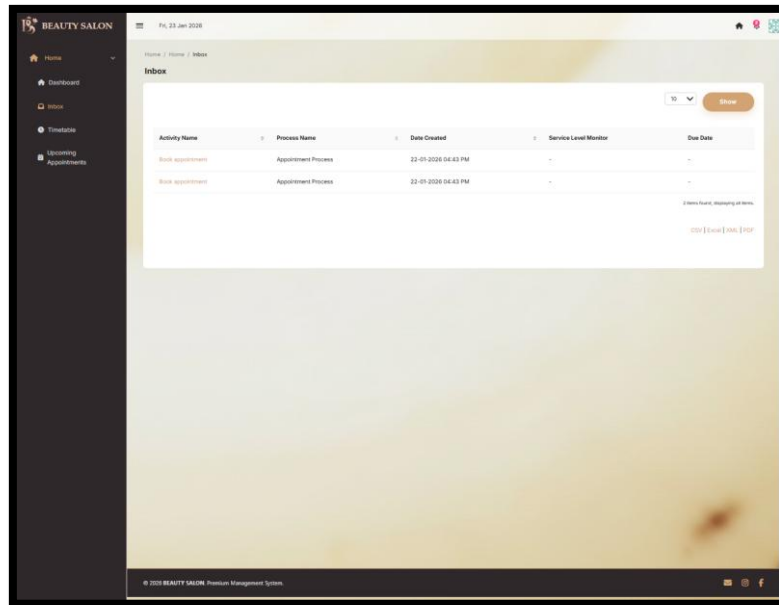 BEAUTY SALON
Fri, 23 Jan 2026
Home
Dashboard
Inbox
Timetable
Upcoming
Appointments
Home / Home / Inbox
Inbox
10
Show
Activity Name Process Name Date Created Service Level Monitor Due Date
Book appointment Appointment Process 22-01-2026 04:43 PM - -
Book appointment Appointment Process 22-01-2026 04:43 PM - -
2 items found, displaying all items.
CSV | Excel | XML | PDF
© 2026 BEAUTY SALON. Premium Management System.